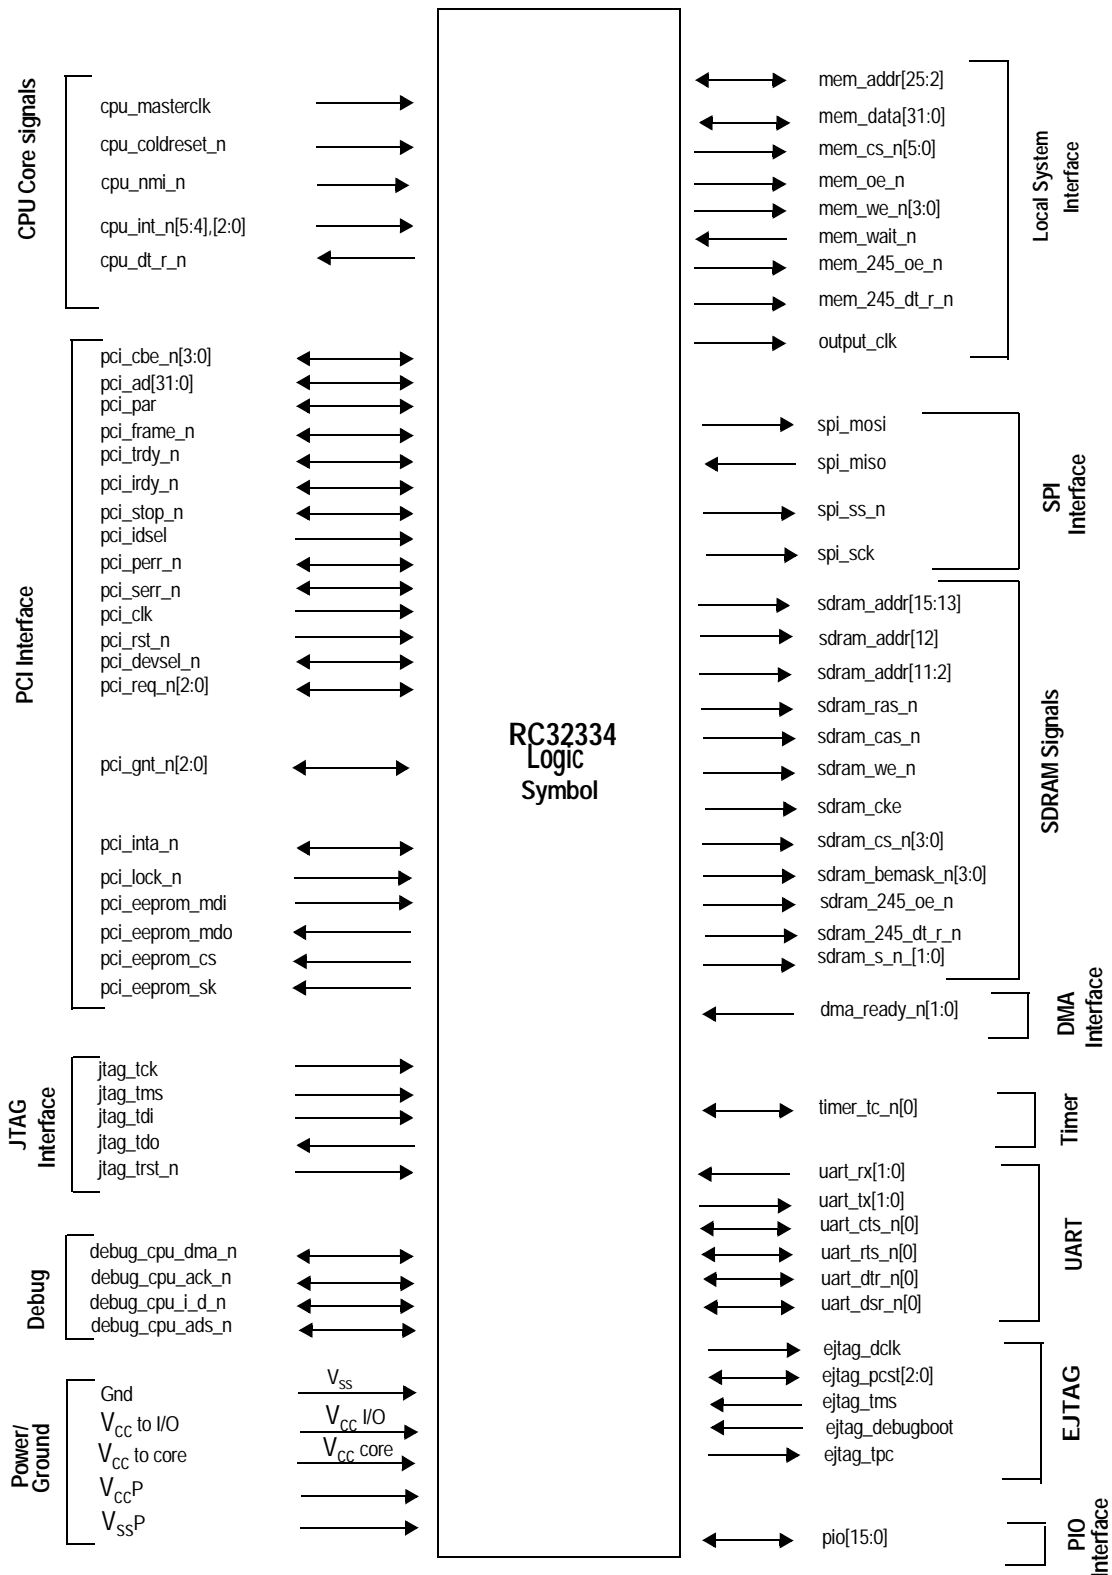 CPU Core signals
cpu_masterclk
cpu_coldreset_n
cpu_nmi_n
cpu_int_n[5:4],[2:0]
cpu_dt_r_n
PCI Interface
pci_cbe_n[3:0]
pci_ad[31:0]
pci_par
pci_frame_n
pci_trdy_n
pci_irdy_n
pci_stop_n
pci_idsel
pci_perr_n
pci_serr_n
pci_clk
pci_rst_n
pci_devsel_n
pci_req_n[2:0]
pci_gnt_n[2:0]
pci_inta_n
pci_lock_n
pci_eeprom_mdi
pci_eeprom_mdo
pci_eeprom_cs
pci_eeprom_sk
JTAG
Interface
jtag_tck
jtag_tms
jtag_tdi
jtag_tdo
jtag_trst_n
Debug
debug_cpu_dma_n
debug_cpu_ack_n
debug_cpu_i_d_n
debug_cpu_ads_n
Power/
Ground
Gnd VSS
VCC to I/O VCC I/O
VCC to core VCC core
VCCP
VSSP
RC32334
Logic
Symbol
mem_addr[25:2]
mem_data[31:0]
mem_cs_n[5:0]
mem_oe_n
mem_we_n[3:0]
mem_wait_n
mem_245_oe_n
mem_245_dt_r_n
output_clk
Local System
Interface
spi_mosi
spi_miso
spi_ss_n
spi_sck
SPI
Interface
sdram_addr[15:13]
sdram_addr[12]
sdram_addr[11:2]
sdram_ras_n
sdram_cas_n
sdram_we_n
sdram_cke
sdram_cs_n[3:0]
sdram_bemask_n[3:0]
sdram_245_oe_n
sdram_245_dt_r_n
sdram_s_n_[1:0]
SDRAM Signals
dma_ready_n[1:0]
DMA
Interface
timer_tc_n[0]
Timer
uart_rx[1:0]
uart_tx[1:0]
uart_cts_n[0]
uart_rts_n[0]
uart_dtr_n[0]
uart_dsr_n[0]
UART
ejtag_dclk
ejtag_pcst[2:0]
ejtag_tms
ejtag_debugboot
ejtag_tpc
EJTAG
pio[15:0]
PIO
Interface